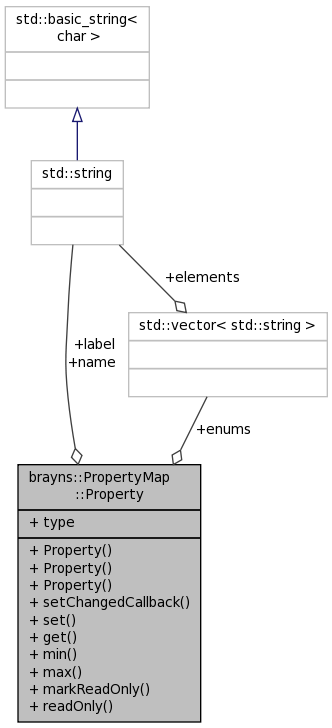 std::basic_string<
char >
std::string
+elements
std::vector< std::string >
+label
+name
+enums
brayns::PropertyMap
::Property
+ type
+ Property()
+ Property()
+ Property()
+ setChangedCallback()
+ set()
+ get()
+ min()
+ max()
+ markReadOnly()
+ readOnly()